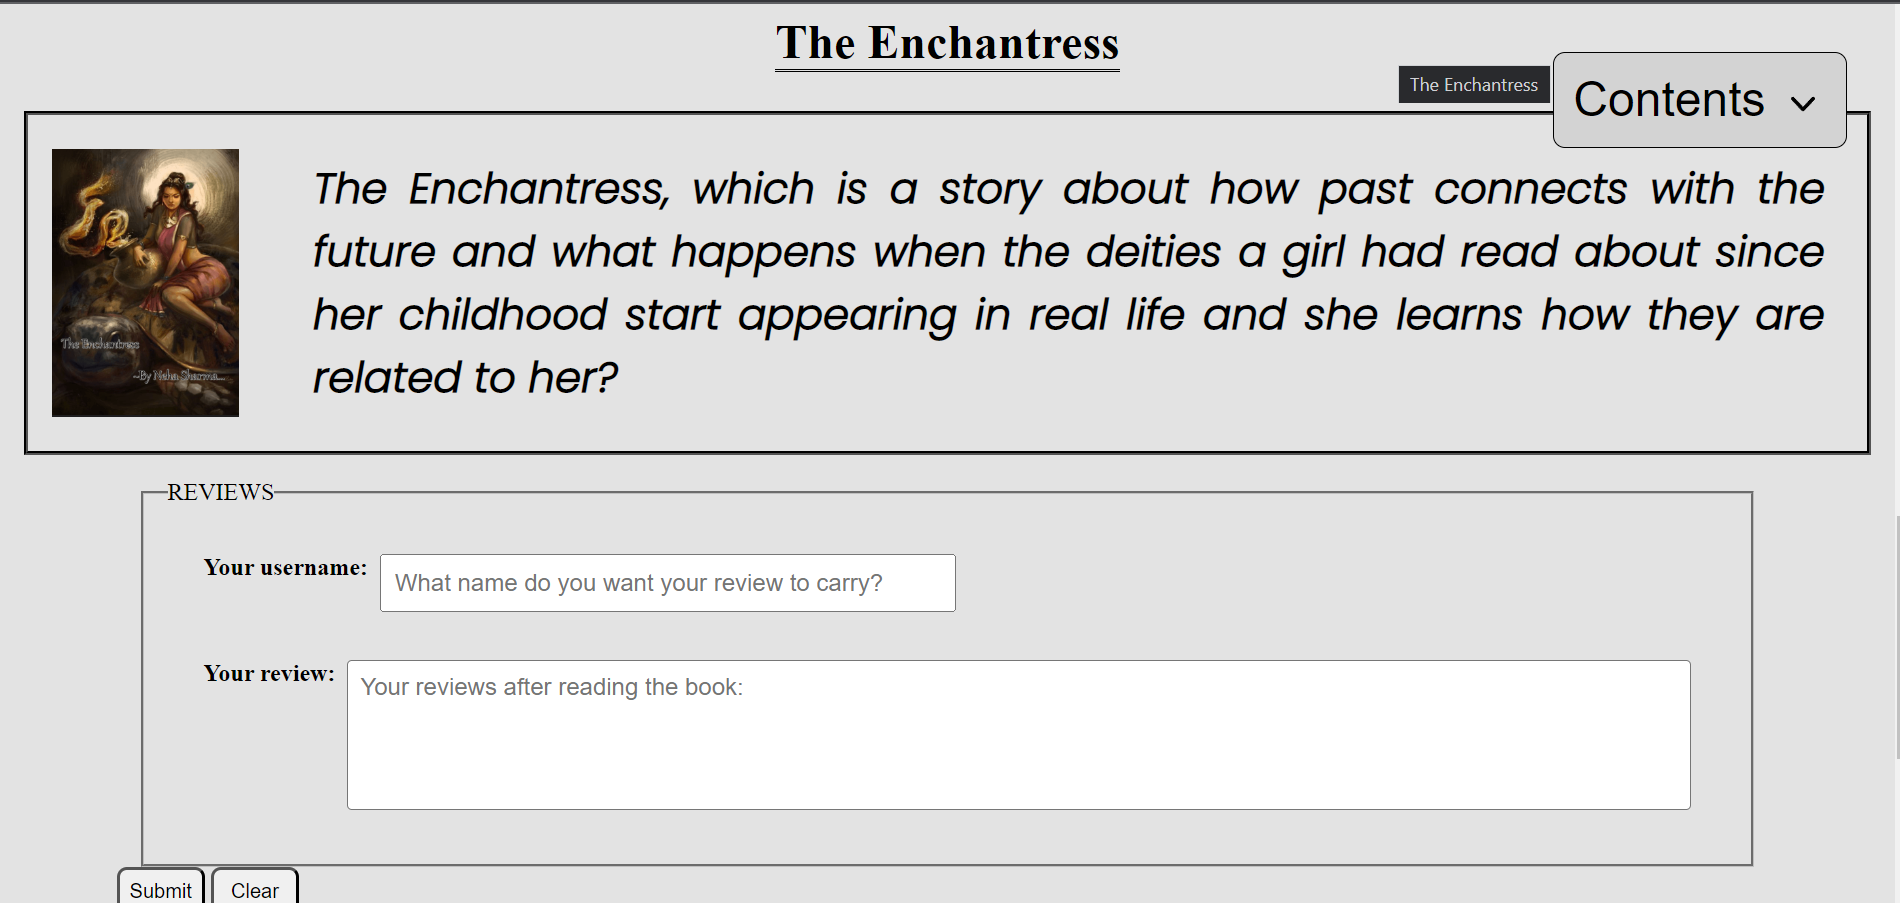 The Enchantress
The Enchantress
Contents
The Enchantress, which is a story about how past connects with the
future and what happens when the deities a girl had read about since
her childhood start appearing in real life and she learns how they are
related to her?
The Enchantress
~By Neha Sharma...
REVIEWS
Your username:
What name do you want your review to carry?
Your review:
Your reviews after reading the book:
Submit
Clear